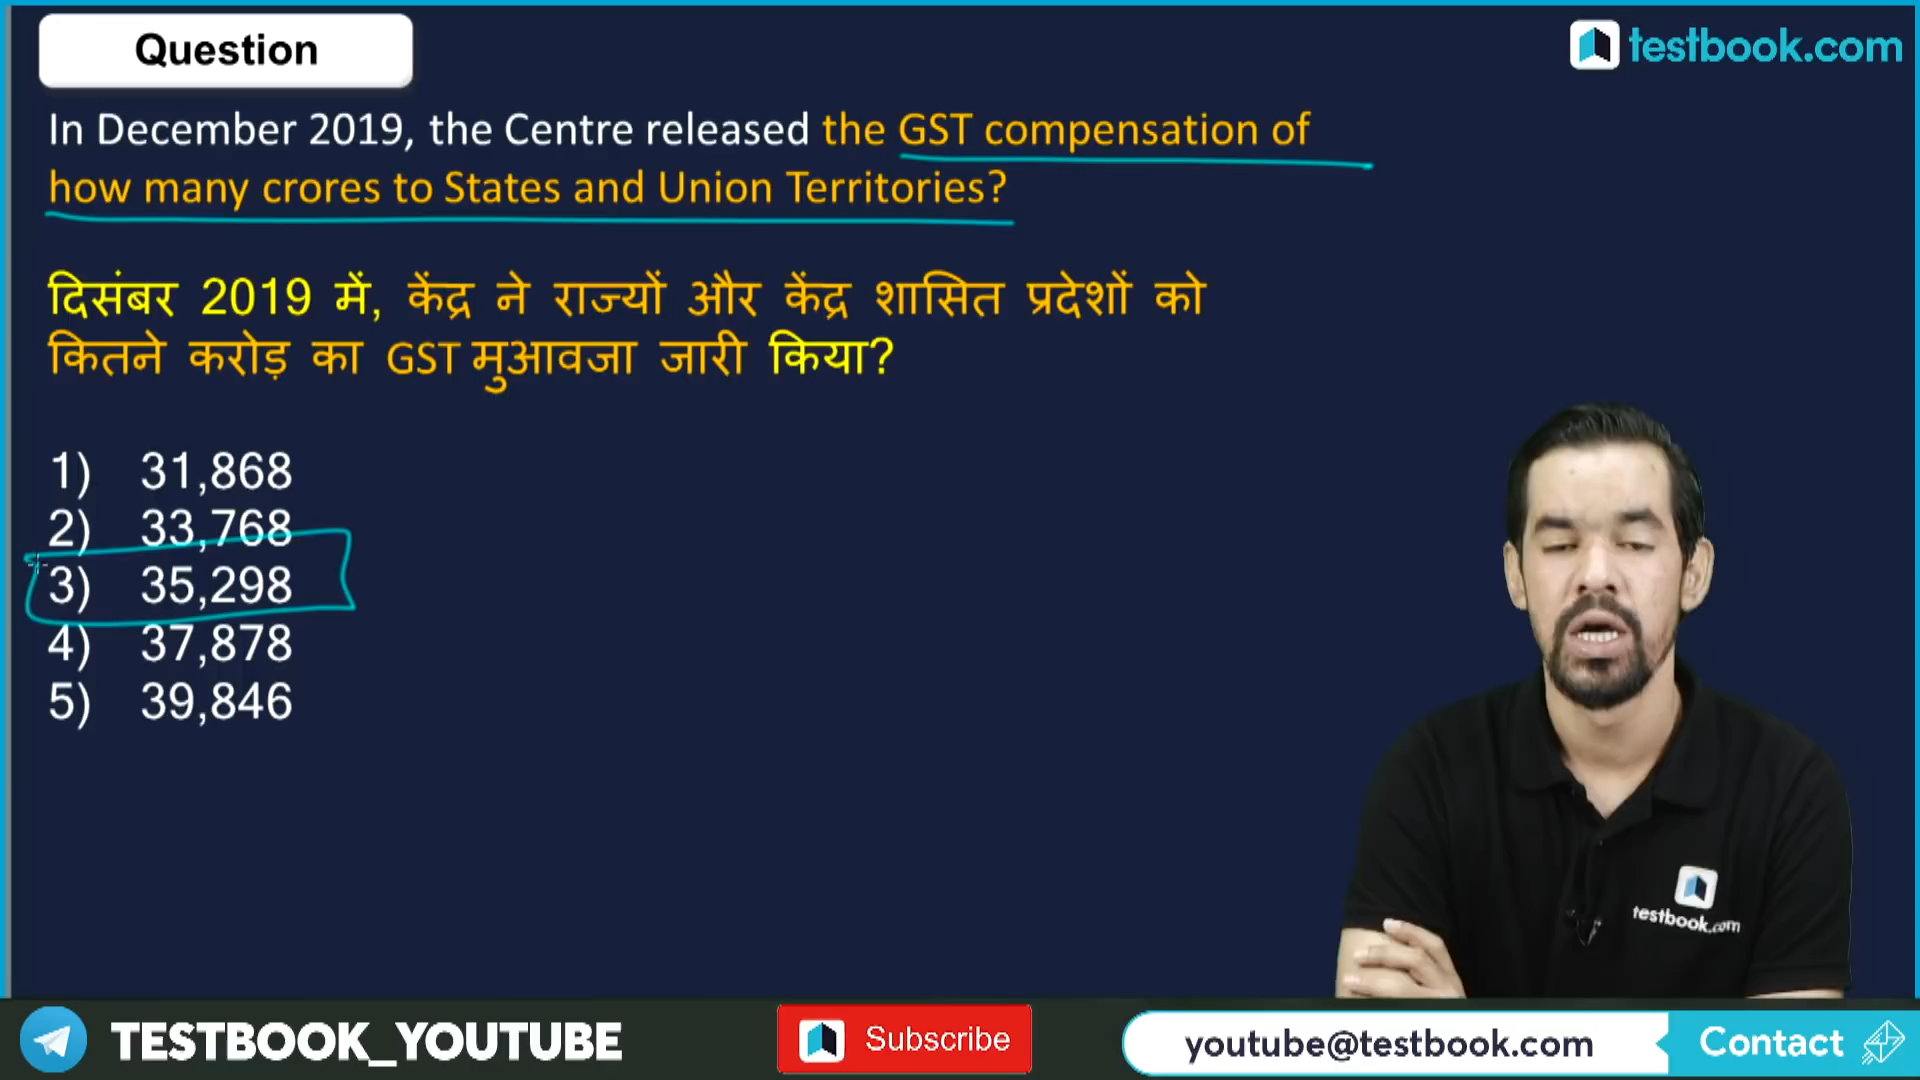 Question
testbook.com
In December 2019, the Centre released the GST compensation of
how many crores to States and Union Territories?
दिसंबर 2019 में, केंद्र ने राज्यों और केंद्र शासित प्रदेशों को
कितने करोड़ का GST मुआवजा जारी किया?
1) 31,868
2) 33,768
3) 35,298
4) 37,878
5) 39,846
testbook.com
TESTBOOK_YOUTUBE
Subscribe
youtube@testbook.com
Contact